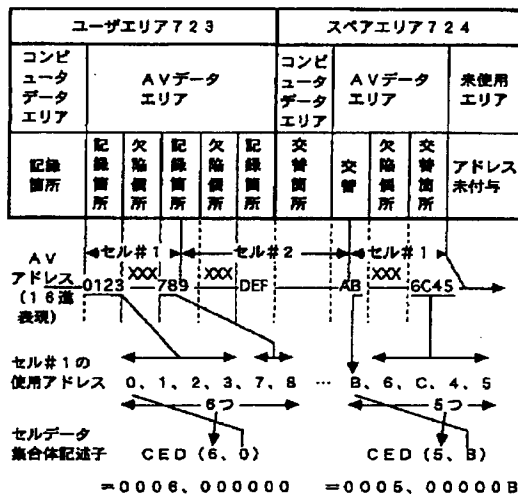 ユーザエリア723
スペアエリア724
コンピュータデータエリア
AVデータエリア
コンピュータデータエリア
AVデータエリア
未使用エリア
記録箇所
記録箇所
欠陥個所
記録箇所
欠陥個所
記録箇所
交替箇所
交替
欠陥個所
交替箇所
アドレス未付与
セル#1
セル#2
セル#1
AVアドレス(16進表現)
0123
XXX
789
XXX
DEF
AB
XXX
6C45
セル#1の使用アドレス
0、1、2、3、7、8 … B、6、C、4、5
6つ
5つ
セルデータ集合体記述子
CED(6、0)
CED(5、B)
=0006、000000
=0005、00000B